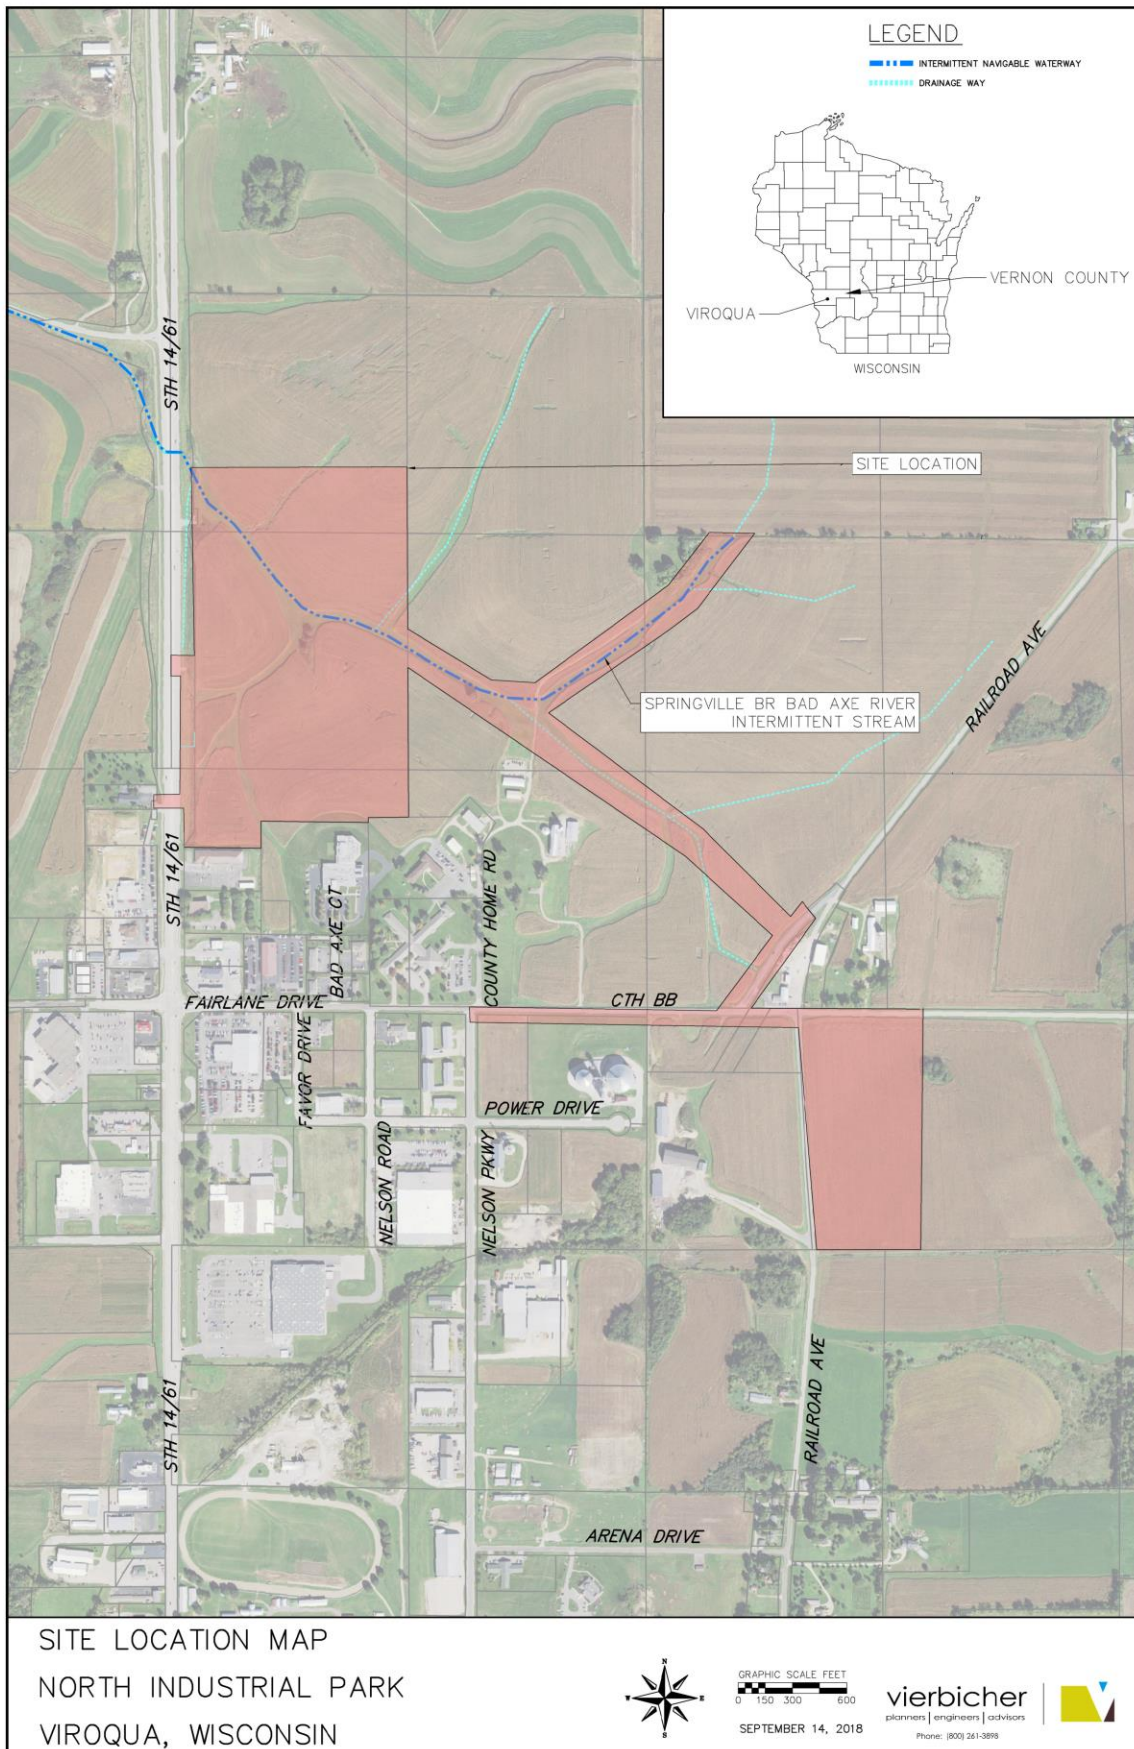 LEGEND
INTERMITTENT NAVIGABLE WATERWAY
DRAINAGE WAY
VERNON COUNTY
VIROQUA
WISCONSIN
STH 14/61
SITE LOCATION
RAILROAD AVE
SPRINGVILLE BR BAD AXE RIVER
INTERMITTENT STREAM
STH 14/61
BAD AXE CT
COUNTY HOME RD
FAIRLANE DRIVE
CTH BB
FAVOR DRIVE
POWER DRIVE
NELSON ROAD
NELSON PKWY
STH 14/61
RAILROAD AVE
ARENA DRIVE
SITE LOCATION MAP
NORTH INDUSTRIAL PARK
VIROQUA, WISCONSIN
N
W
E
S
GRAPHIC SCALE FEET
0 150 300 600
SEPTEMBER 14, 2018
vierbicher
planners | engineers | advisors
Phone: (800) 261-3898